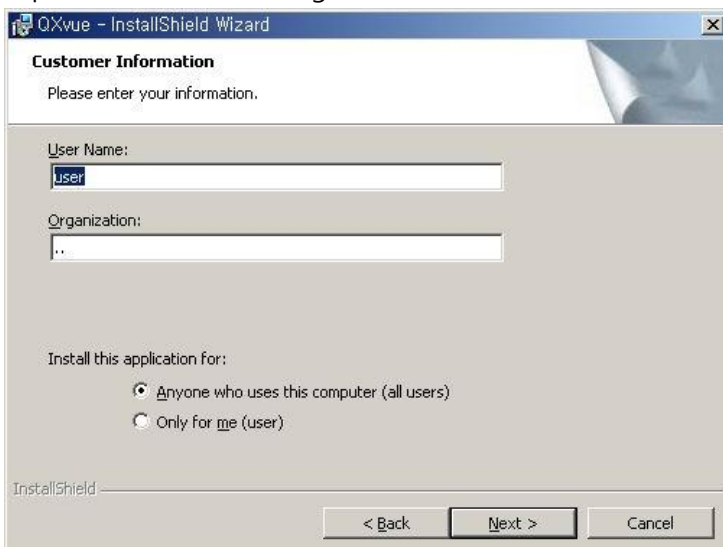 QXvue - InstallShield Wizard
Customer Information
Please enter your information.
User Name:
user
Organization:
..
Install this application for:
Anyone who uses this computer (all users)
Only for me (user)
InstallShield
< Back Next > Cancel